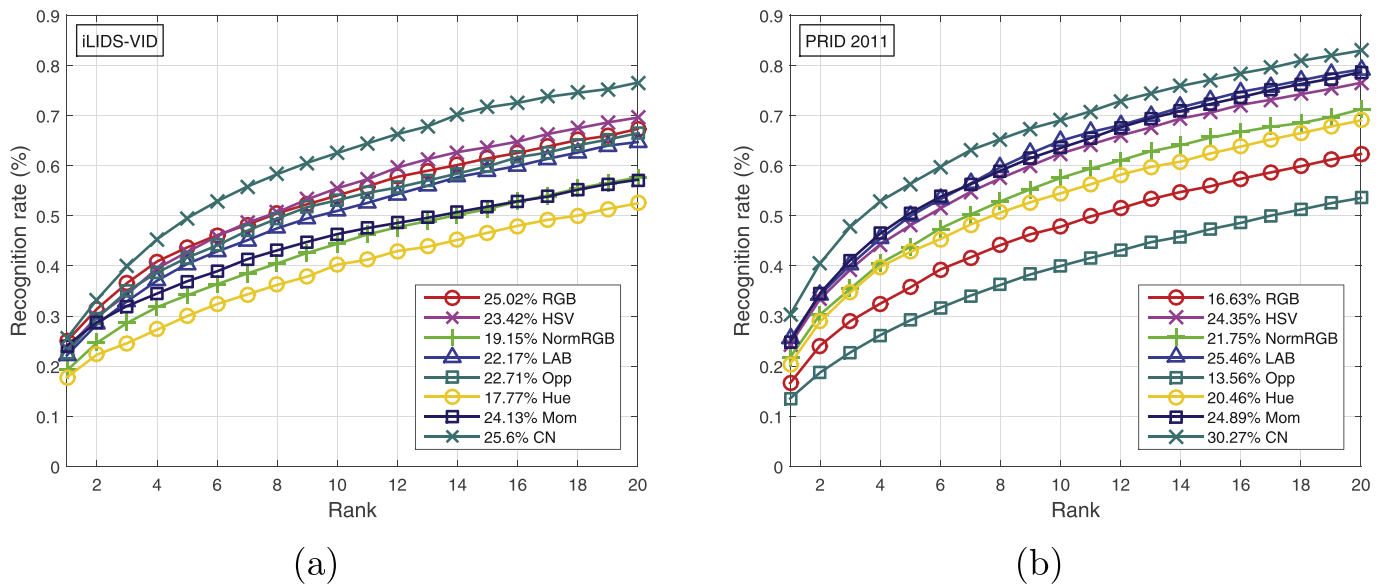 iLIDS-VID
Recognition rate (%)
0.9
0.8
0.7
0.6
0.5
0.4
0.3
0.2
0.1
0
2 4 6 8 10 12 14 16 18 20
Rank
25.02% RGB
23.42% HSV
19.15% NormRGB
22.17% LAB
22.71% Opp
17.77% Hue
24.13% Mom
25.6% CN
(a)
PRID 2011
Recognition rate (%)
0.9
0.8
0.7
0.6
0.5
0.4
0.3
0.2
0.1
0
2 4 6 8 10 12 14 16 18 20
Rank
16.63% RGB
24.35% HSV
21.75% NormRGB
25.46% LAB
13.56% Opp
20.46% Hue
24.89% Mom
30.27% CN
(b)